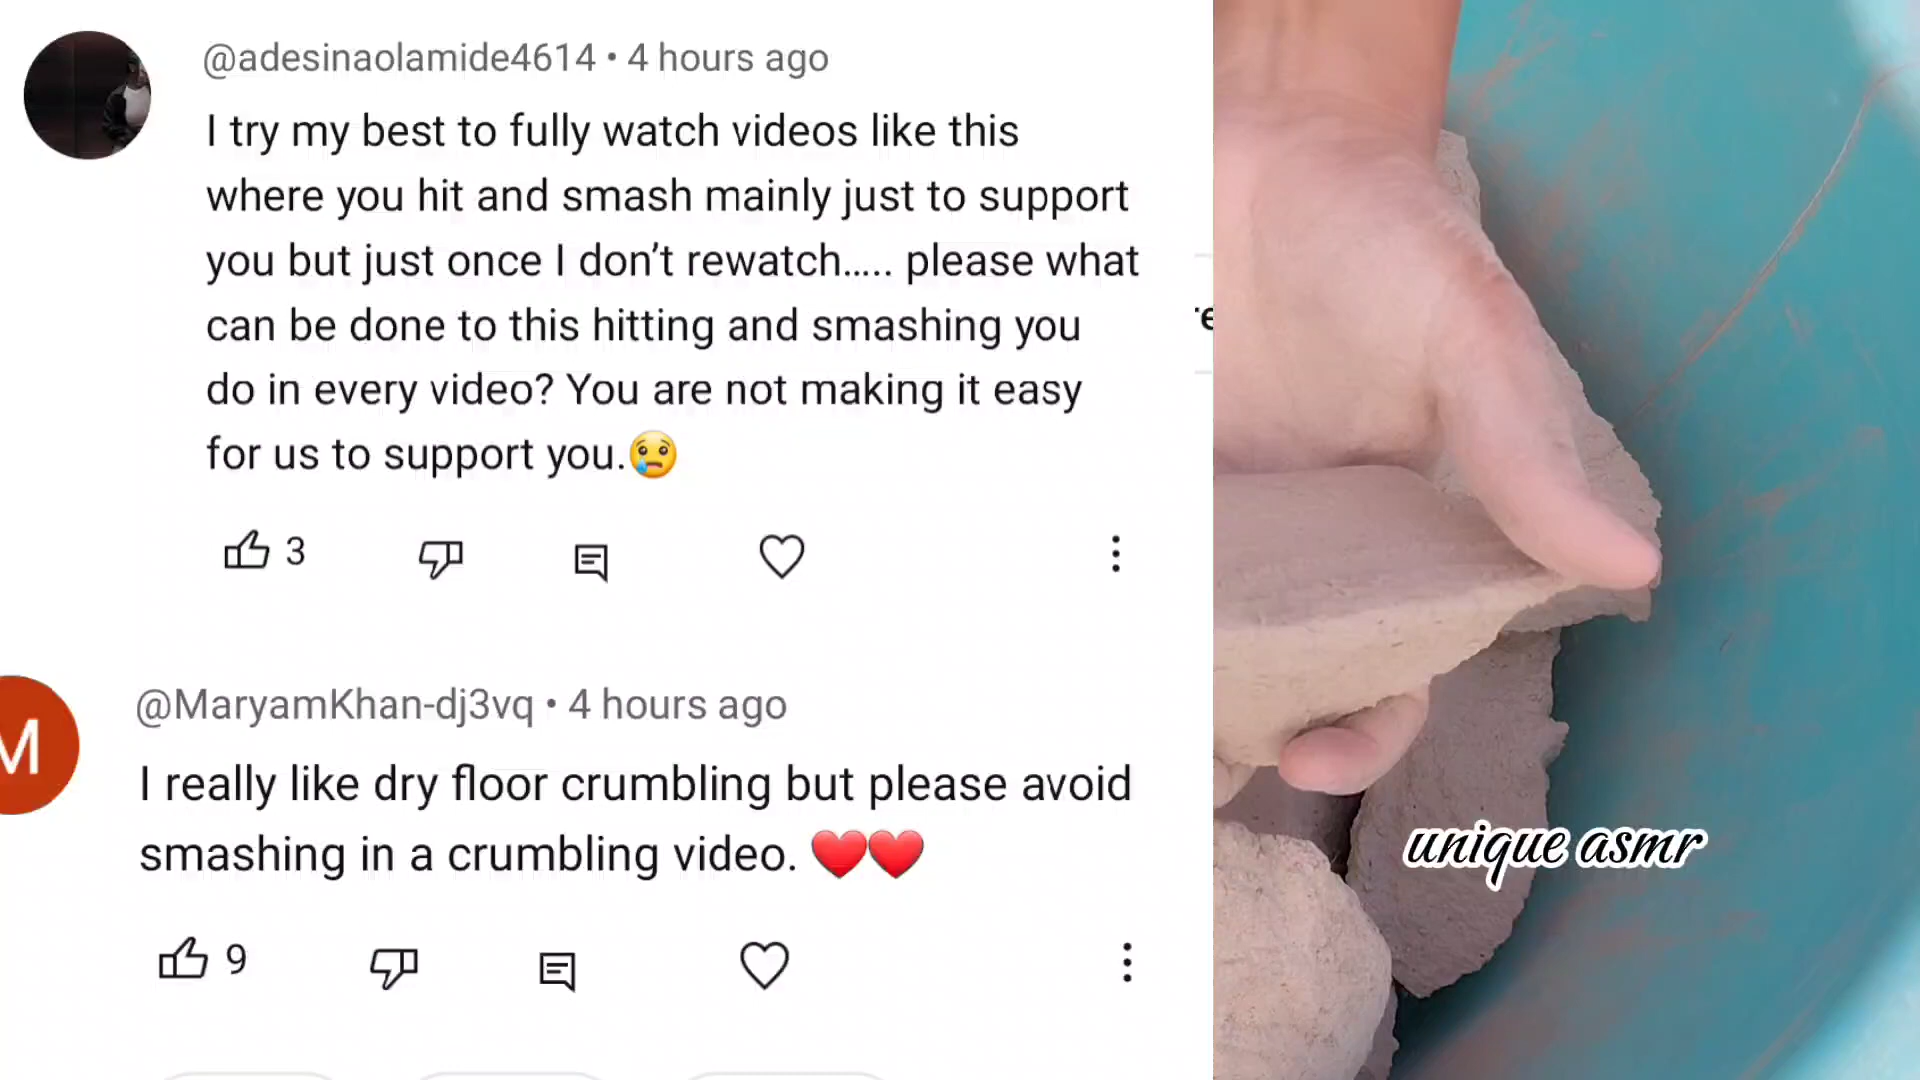 @adesinaolamide4614 • 4 hours ago
I try my best to fully watch videos like this
where you hit and smash mainly just to support
you but just once I don’t rewatch..... please what
can be done to this hitting and smashing you
do in every video? You are not making it easy
for us to support you.😢
3
@MaryamKhan-dj3vq • 4 hours ago
M
I really like dry floor crumbling but please avoid
smashing in a crumbling video. ❤️❤️
9
unique asmr